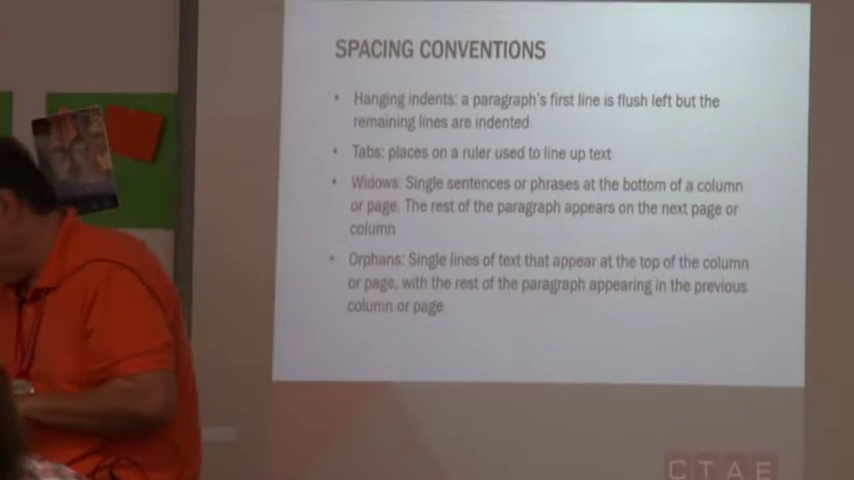 SPACING CONVENTIONS
• Hanging indents: a paragraph's first line is flush left but the
remaining lines are indented
• Tabs: places on a ruler used to line up text
• Widows: Single sentences or phrases at the bottom of a column
or page. The rest of the paragraph appears on the next page or
column
• Orphans: Single lines of text that appear at the top of the column
or page, with the rest of the paragraph appearing in the previous
column or page
CTAE